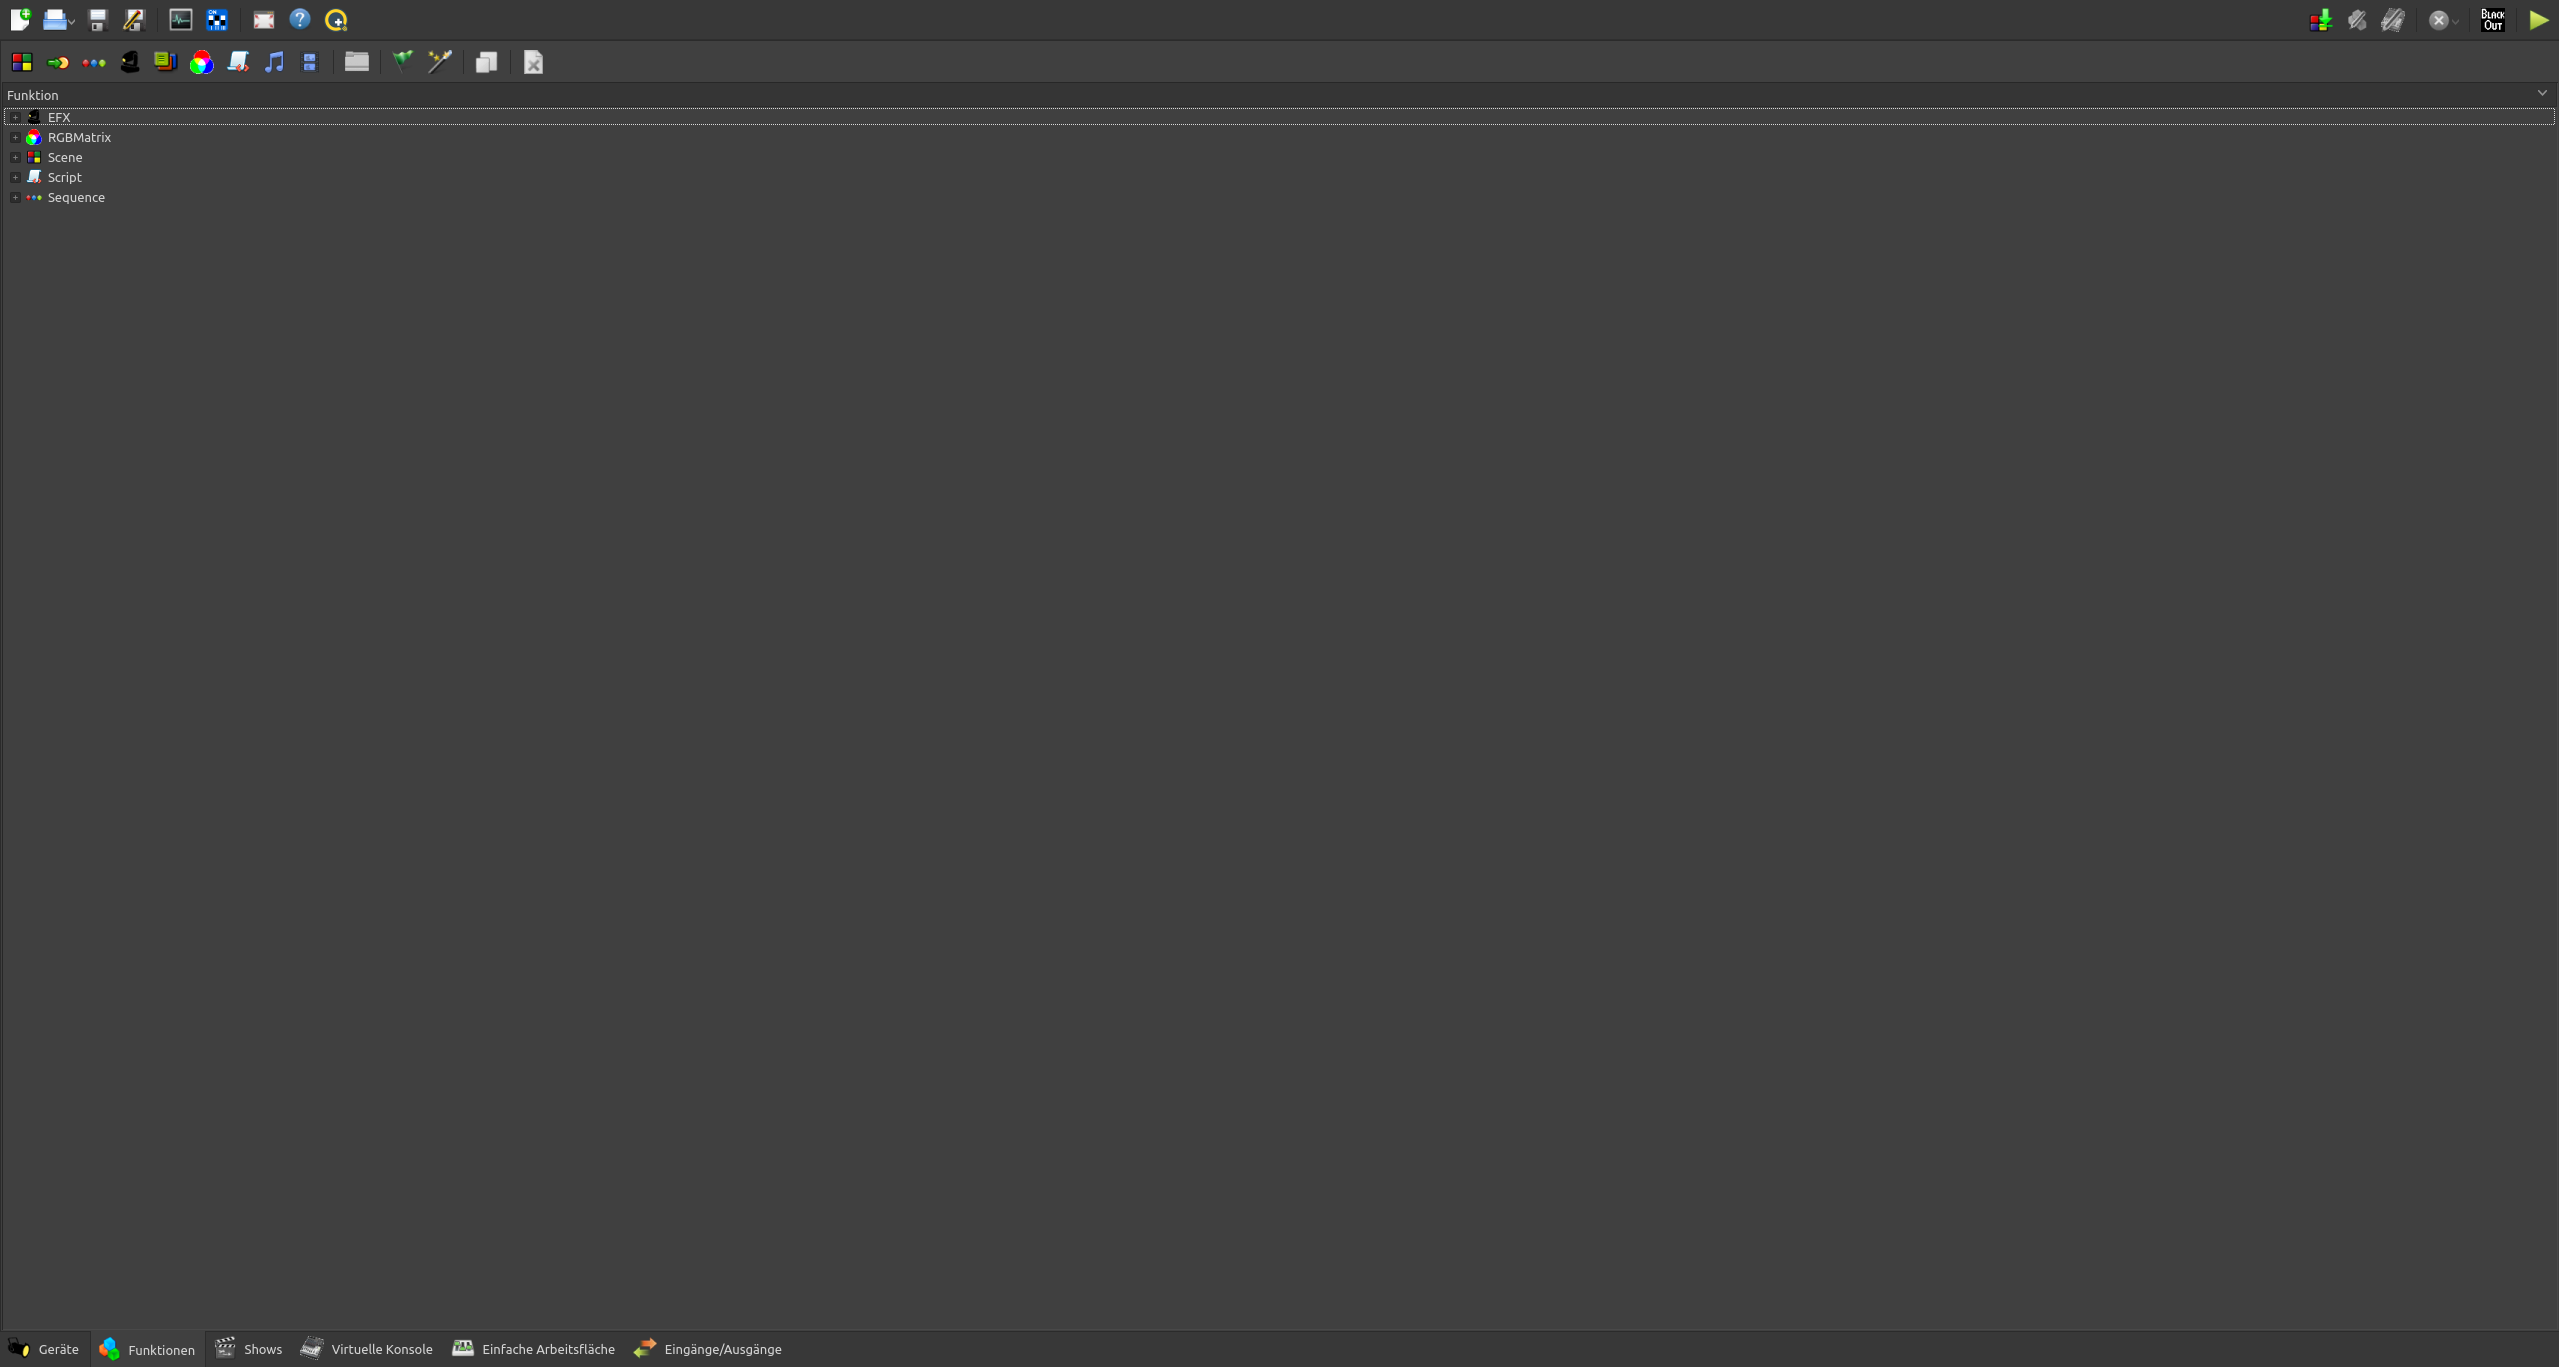 BLACK
OUT
Funktion
EFX
RGBMatrix
Scene
Script
Sequence
Geräte
Funktionen
Shows
Virtuelle Konsole
Einfache Arbeitsfläche
Eingänge/Ausgänge